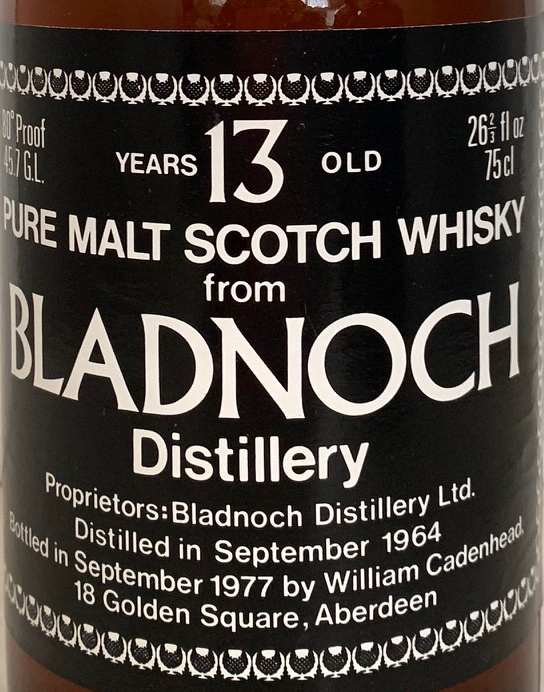 80° Proof
45.7 G.L.
YEARS 13 OLD
26⅔ fl oz
75cl
PURE MALT SCOTCH WHISKY
from
BLADNOCH
Distillery
Proprietors: Bladnoch Distillery Ltd.
Distilled in September 1964
Bottled in September 1977 by William Cadenhead,
18 Golden Square, Aberdeen